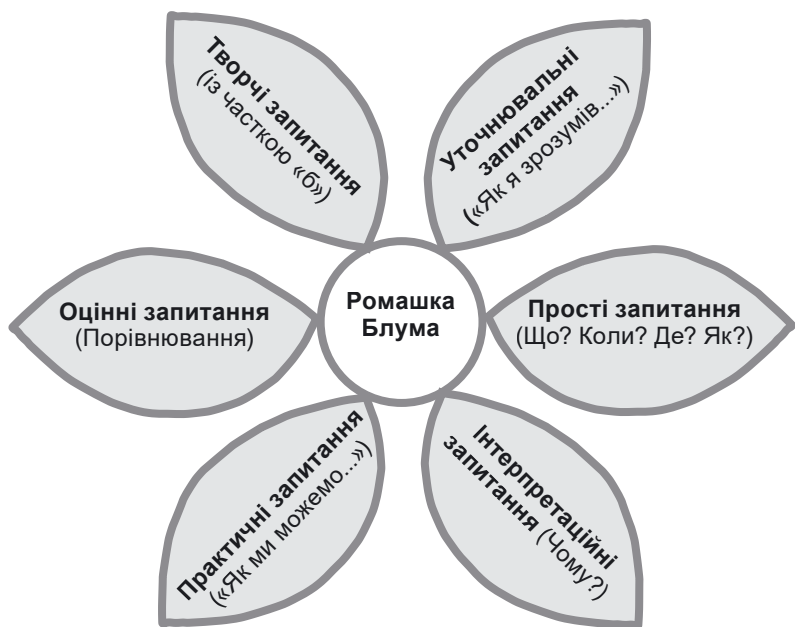 Творчі запитання
(із часткою «б»)
Уточнювальні
запитання
(«Як я зрозумів...»)
Оцінні запитання
(Порівнювання)
Ромашка
Блума
Прості запитання
(Що? Коли? Де? Як?)
Практичні запитання
(«Як ми можемо...»)
Інтерпретаційні
запитання (Чому?)